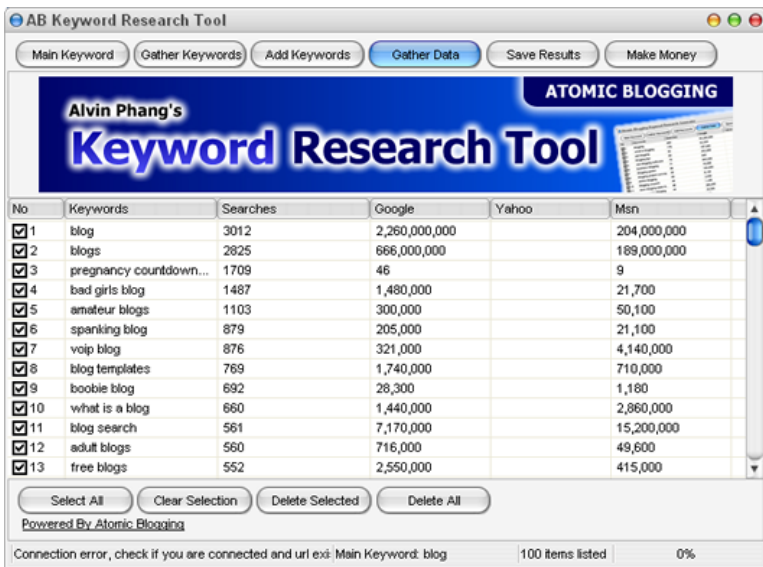 AB Keyword Research Tool
Main Keyword Gather Keywords Add Keywords Gather Data Save Results Make Money
ATOMIC BLOGGING
Alvin Phang's
Keyword Research Tool
No Keywords Searches Google Yahoo Msn
1 blog 3012 2,260,000,000 204,000,000
2 blogs 2825 666,000,000 189,000,000
3 pregnancy countdown... 1709 46 9
4 bad girls blog 1487 1,480,000 21,700
5 amateur blogs 1103 300,000 50,100
6 spanking blog 879 205,000 21,100
7 voip blog 876 321,000 4,140,000
8 blog templates 769 1,740,000 710,000
9 boobie blog 692 28,300 1,180
10 what is a blog 660 1,440,000 2,860,000
11 blog search 561 7,170,000 15,200,000
12 adult blogs 560 716,000 49,600
13 free blogs 552 2,550,000 415,000
Select All Clear Selection Delete Selected Delete All
Powered By Atomic Blogging
Connection error, check if you are connected and url exi Main Keyword: blog 100 items listed 0%